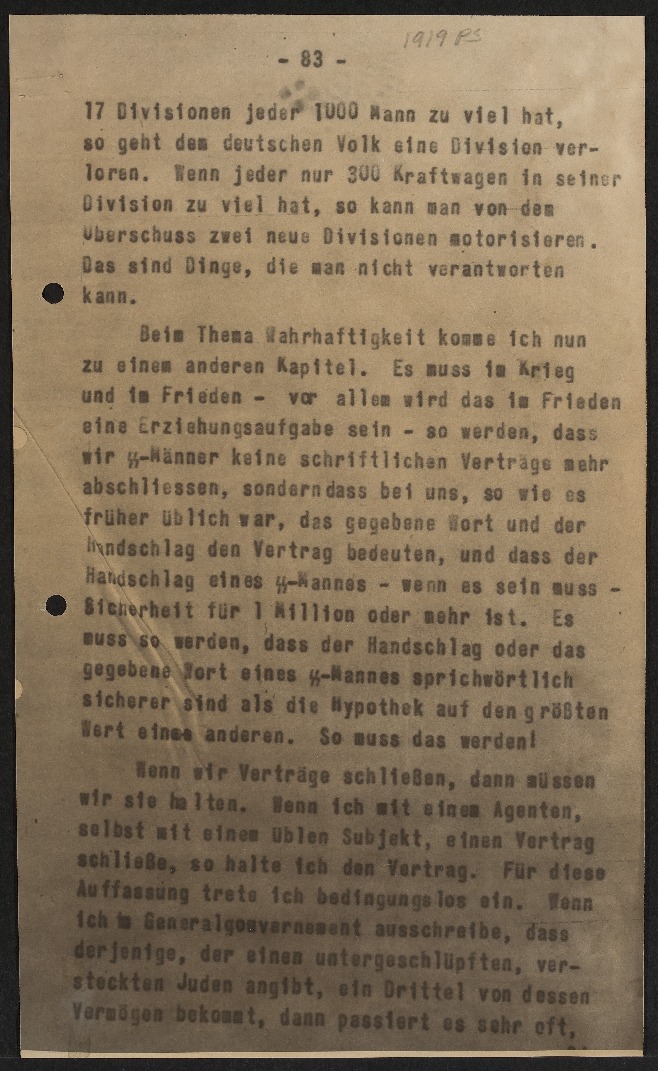 1919 PS
- 83 -
17 Divisionen jeder 1000 Mann zu viel hat,
so geht dem deutschen Volk eine Division ver-
loren. Wenn jeder nur 300 Kraftwagen in seiner
Division zu viel hat, so kann man von dem
Überschuss zwei neue Divisionen motorisieren.
Das sind Dinge, die man nicht verantworten
kann.
Beim Thema Wahrhaftigkeit komme ich nun
zu einem anderen Kapitel. Es muss im Krieg
und im Frieden - vor allem wird das im Frieden
eine Erziehungsaufgabe sein - so werden, dass
wir ᛋᛋ-Männer keine schriftlichen Verträge mehr
abschliessen, sondern dass bei uns, so wie es
früher üblich war, das gegebene Wort und der
Handschlag den Vertrag bedeuten, und dass der
Handschlag eines ᛋᛋ-Mannes - wenn es sein muss -
Sicherheit für 1 Million oder mehr ist. Es
muss so werden, dass der Handschlag oder das
gegebene Wort eines ᛋᛋ-Mannes sprichwörtlich
sicherer sind als die Hypothek auf den größten
Wert eines anderen. So muss das werden!
Wenn wir Verträge schließen, dann müssen
wir sie halten. Wenn ich mit einem Agenten,
selbst mit einem üblen Subjekt, einen Vertrag
schließe, so halte ich den Vertrag. Für diese
Auffassung trete ich bedingungslos ein. Wenn
ich im Generalgouvernement ausschreibe, dass
derjenige, der einen untergeschlüpften, ver-
steckten Juden angibt, ein Drittel von dessen
Vermögen bekommt, dann passiert es sehr oft,